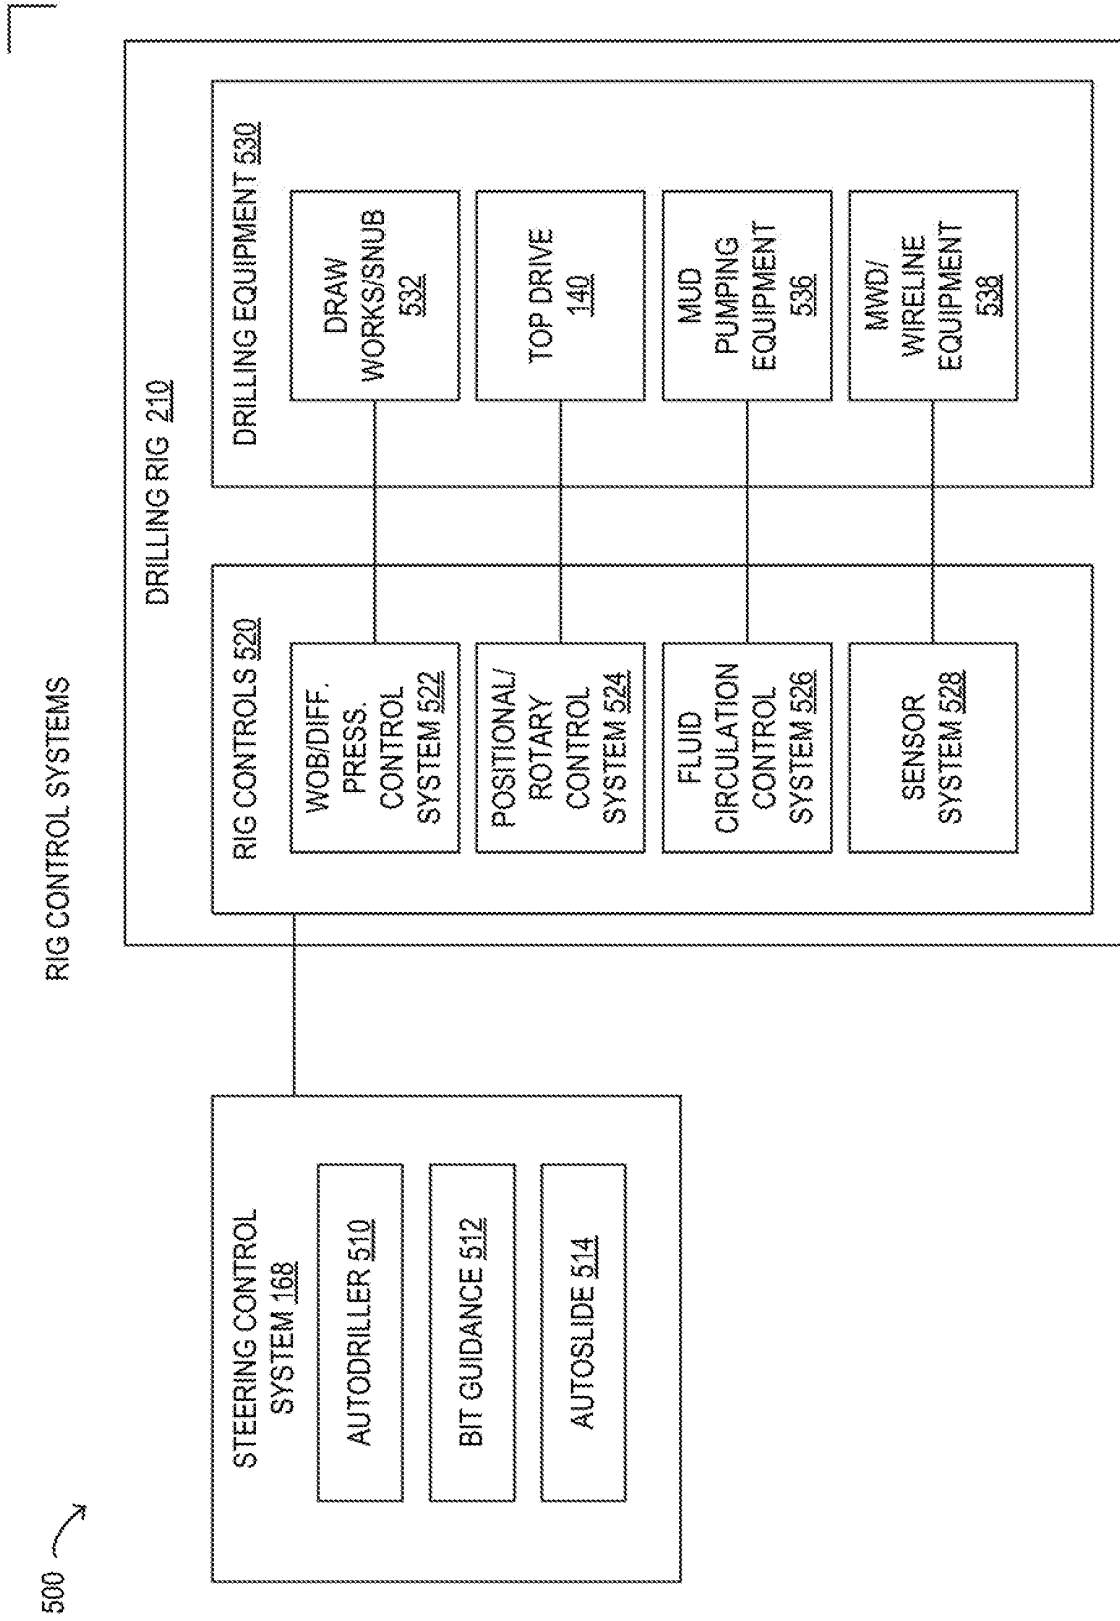 RIG CONTROL SYSTEMS
500
STEERING CONTROL
SYSTEM 168
AUTODRILLER 510
BIT GUIDANCE 512
AUTOSLIDE 514
DRILLING RIG 210
RIG CONTROLS 520
WOB/DIFF.
PRESS.
CONTROL
SYSTEM 522
POSITIONAL/
ROTARY
CONTROL
SYSTEM 524
FLUID
CIRCULATION
CONTROL
SYSTEM 526
SENSOR
SYSTEM 528
DRILLING EQUIPMENT 530
DRAW
WORKS/SNUB
532
TOP DRIVE
140
MUD
PUMPING
EQUIPMENT
536
MWD/
WIRELINE
EQUIPMENT
538